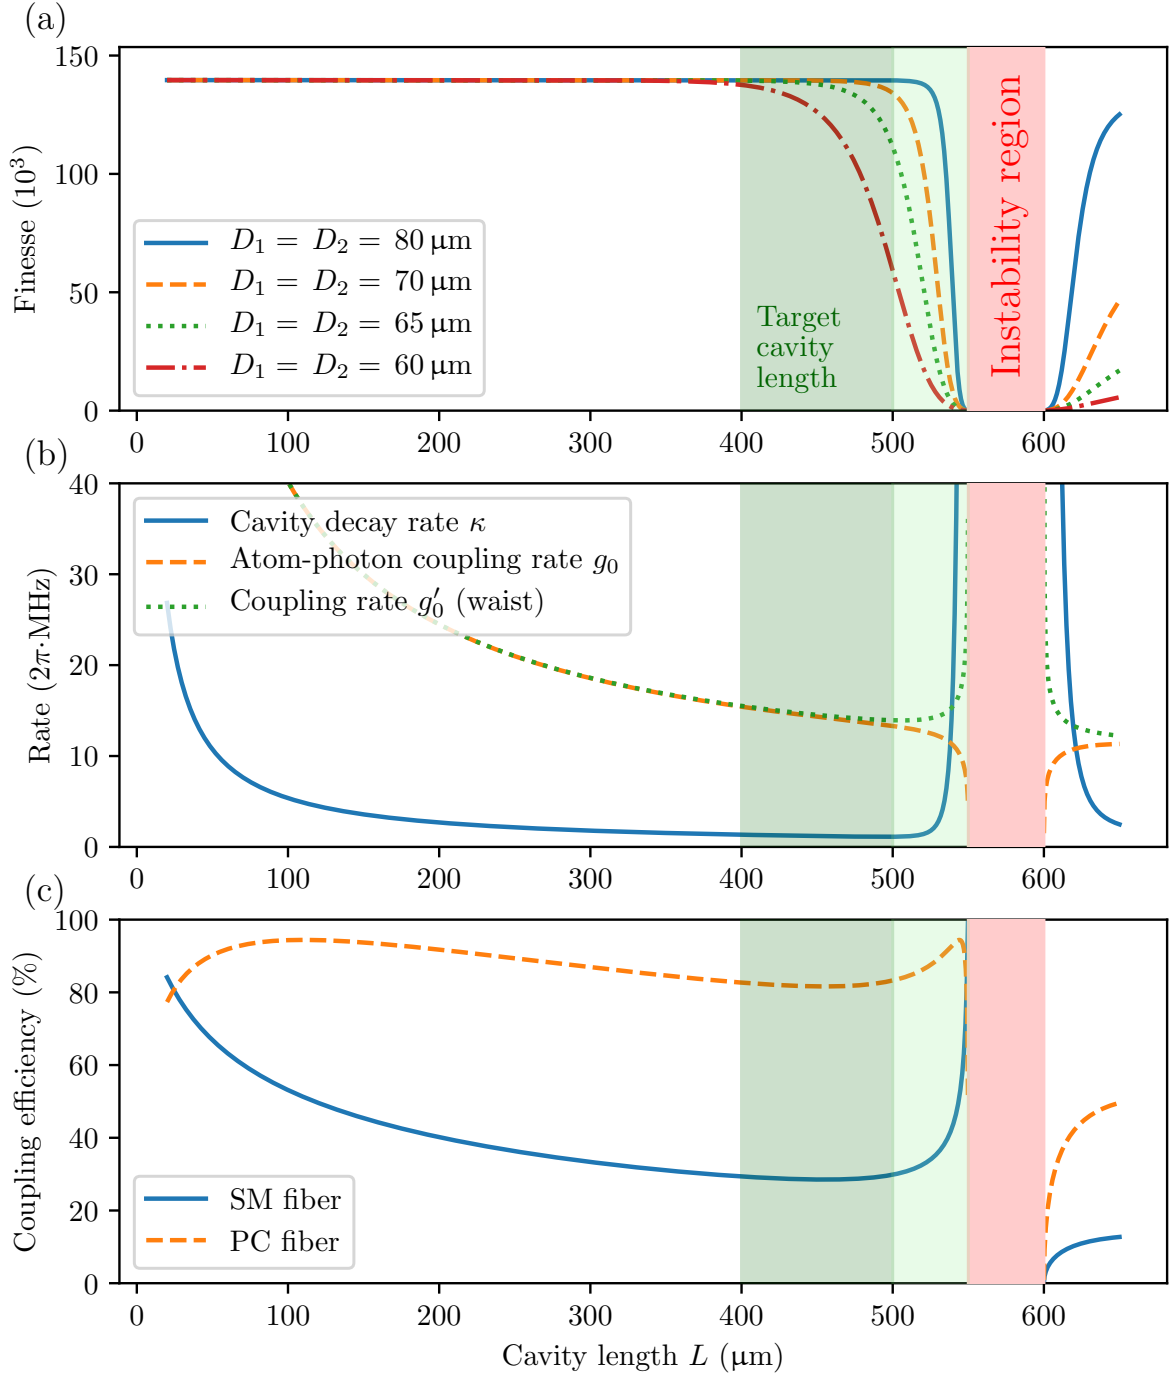 (a)
150
100
50
0
Finesse (10³)
D₁ = D₂ = 80 µm
D₁ = D₂ = 70 µm
D₁ = D₂ = 65 µm
D₁ = D₂ = 60 µm
Target
cavity
length
Instability region
0 100 200 300 400 500 600
(b)
40
30
20
10
0
Rate (2π·MHz)
Cavity decay rate κ
Atom-photon coupling rate g₀
Coupling rate g₀′ (waist)
0 100 200 300 400 500 600
(c)
100
80
60
40
20
0
Coupling efficiency (%)
SM fiber
PC fiber
0 100 200 300 400 500 600
Cavity length L (µm)